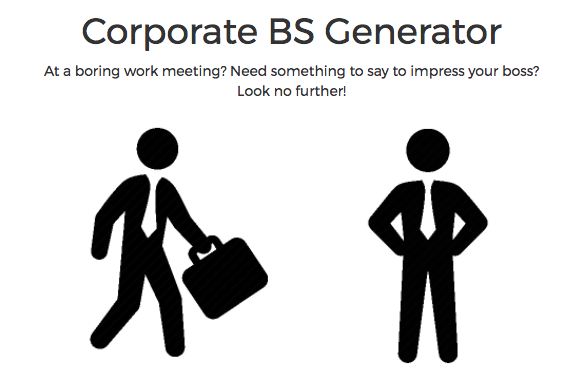 Corporate BS Generator
At a boring work meeting? Need something to say to impress your boss?
Look no further!